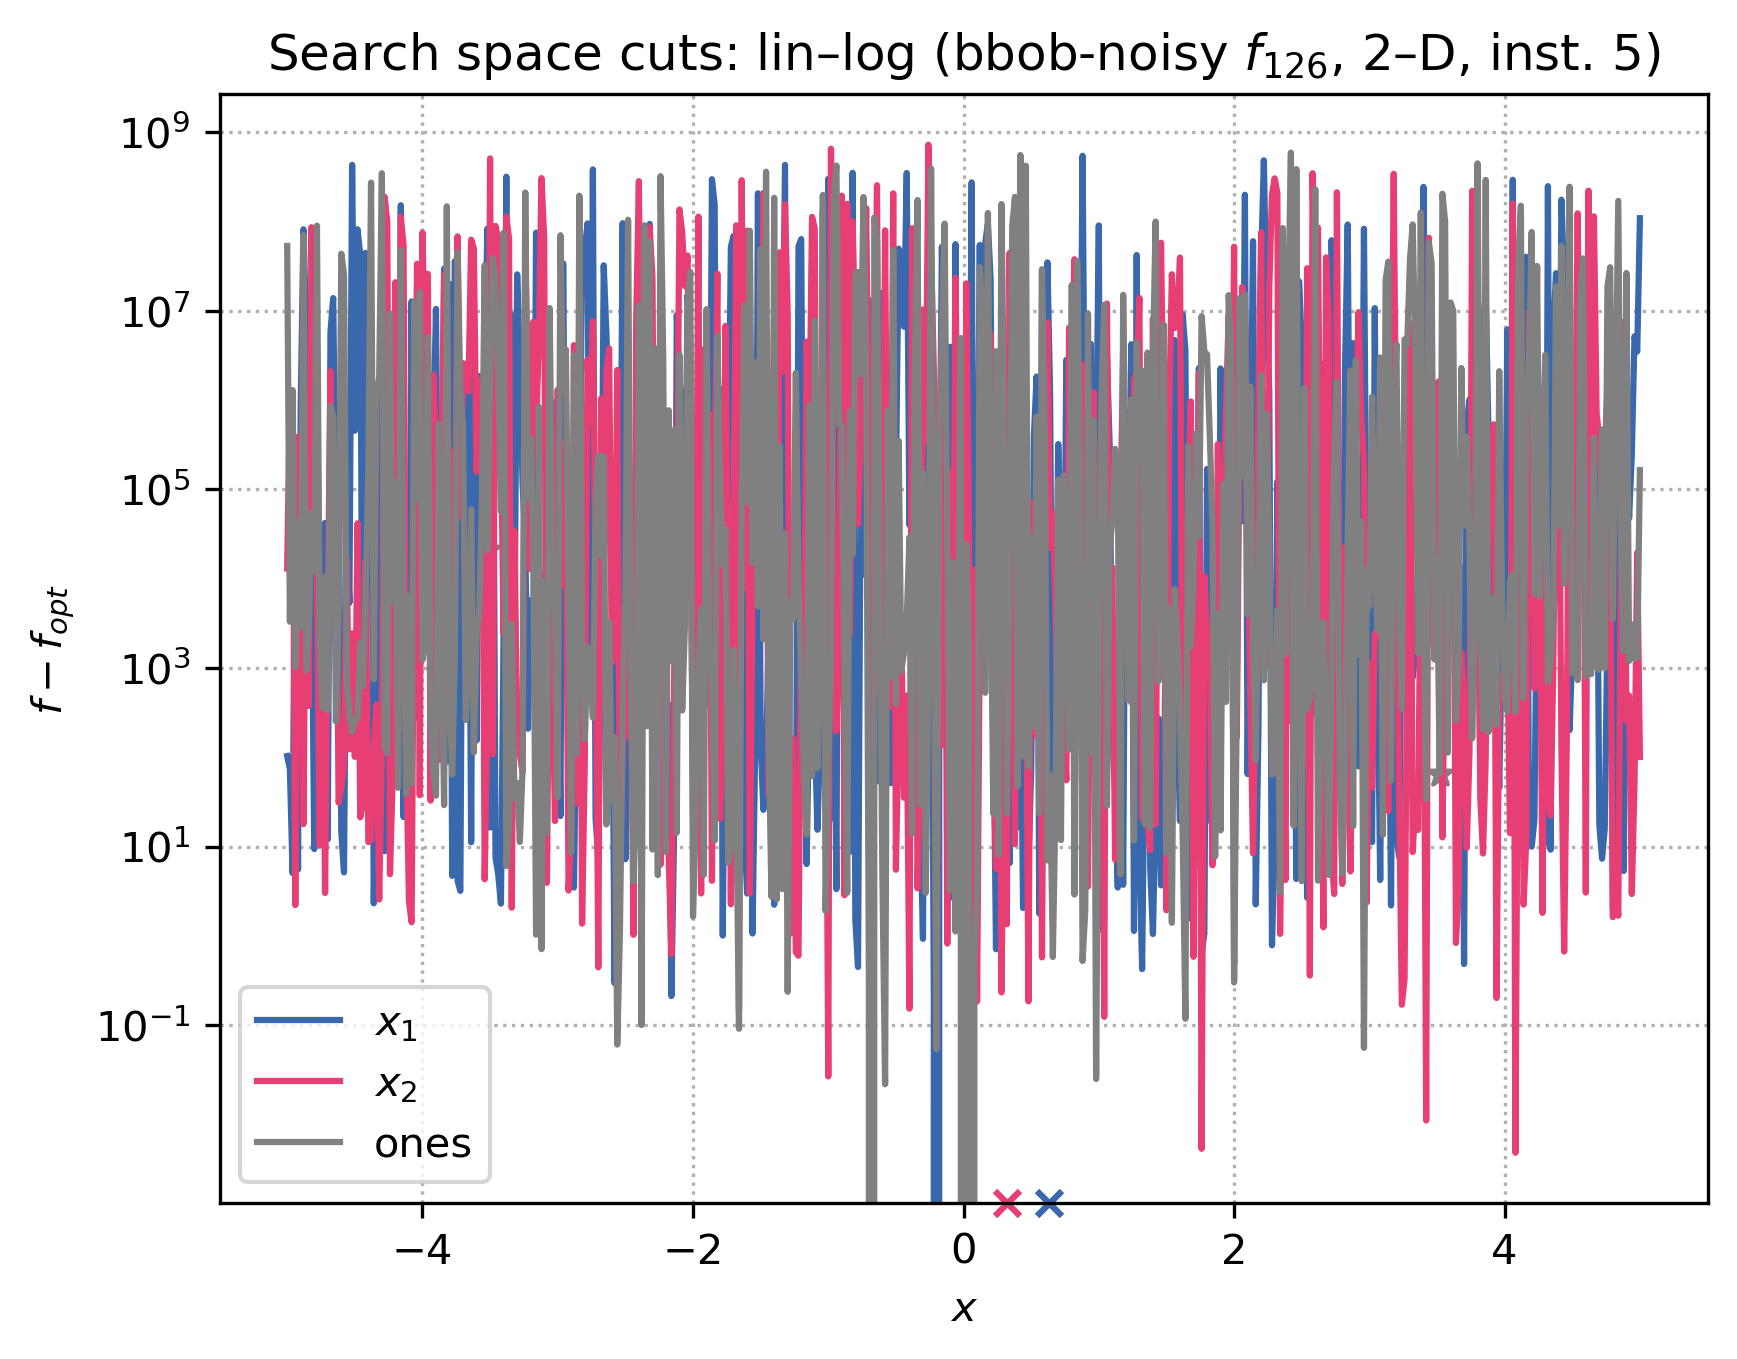 Search space cuts: lin–log (bbob-noisy f126, 2–D, inst. 5)
10^9
10^7
10^5
10^3
10^1
10^−1
f − fopt
x1
x2
ones
−4 −2 0 2 4
x